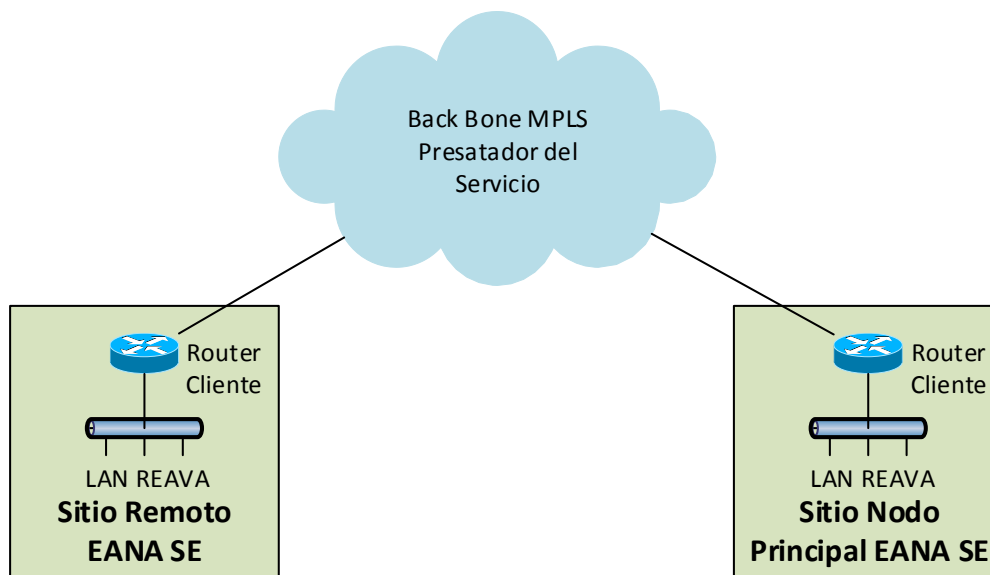 Back Bone MPLS
Presatador del
Servicio
Router
Cliente
LAN REAVA
Sitio Remoto
EANA SE
Router
Cliente
LAN REAVA
Sitio Nodo
Principal EANA SE